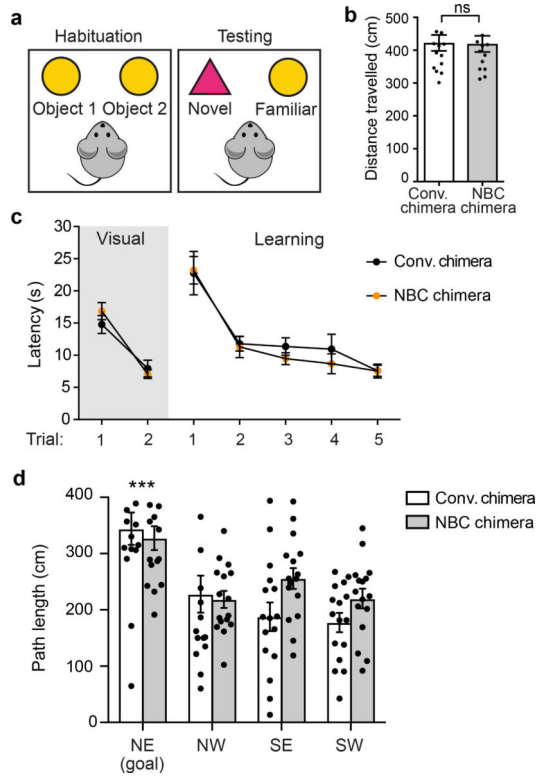 a
Habituation
Testing
Object 1 Object 2
Novel
Familiar
b
ns
Distance travelled (cm)
500
400
300
200
100
0
Conv. chimera
NBC chimera
c
Visual
Learning
Latency (s)
30
25
20
15
10
5
0
Trial: 1 2 1 2 3 4 5
Conv. chimera
NBC chimera
d
***
Path length (cm)
400
300
200
100
0
NE (goal)
NW
SE
SW
Conv. chimera
NBC chimera